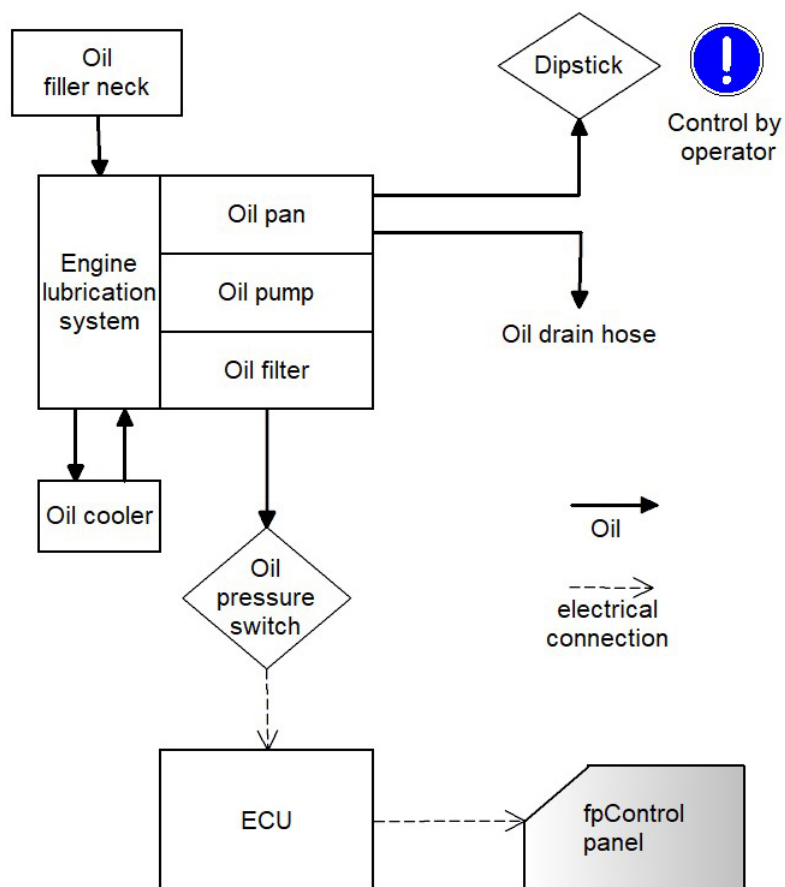 Oil
filler neck
Dipstick
Control by
operator
Engine
lubrication
system
Oil pan
Oil pump
Oil filter
Oil drain hose
Oil cooler
Oil
Oil
pressure
switch
electrical
connection
ECU
fpControl
panel